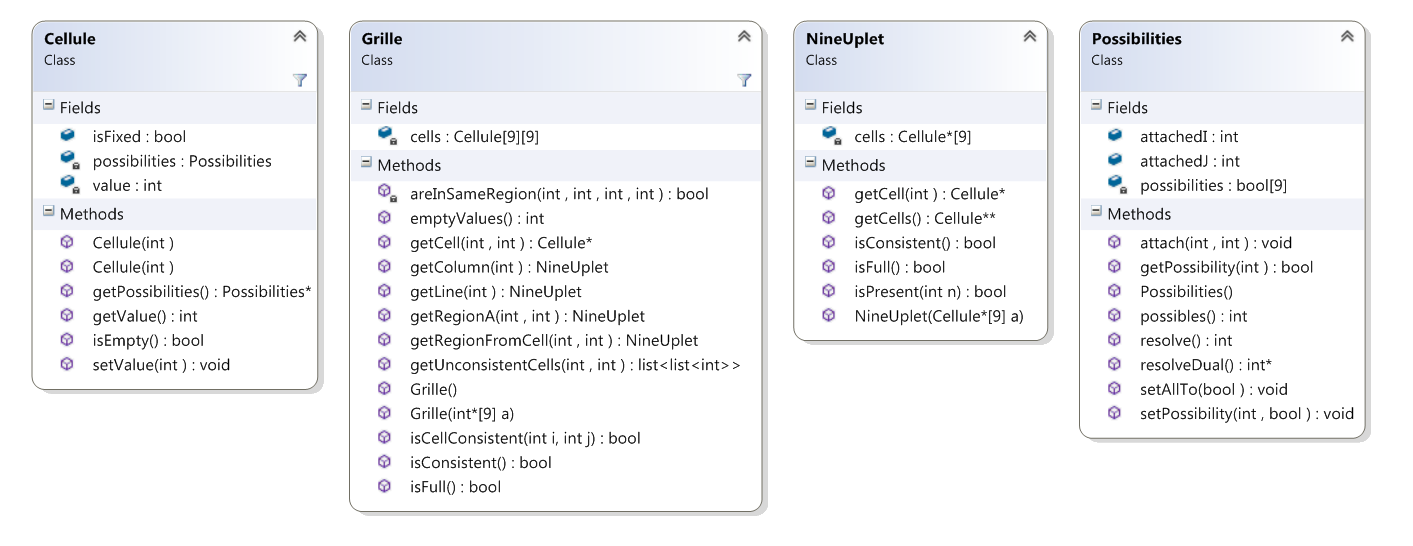 Cellule
Class
Fields
isFixed : bool
possibilities : Possibilities
value : int
Methods
Cellule(int )
Cellule(int )
getPossibilities() : Possibilities*
getValue() : int
isEmpty() : bool
setValue(int ) : void
Grille
Class
Fields
cells : Cellule[9][9]
Methods
areInSameRegion(int , int , int , int ) : bool
emptyValues() : int
getCell(int , int ) : Cellule*
getColumn(int ) : NineUplet
getLine(int ) : NineUplet
getRegionA(int , int ) : NineUplet
getRegionFromCell(int , int ) : NineUplet
getUnconsistentCells(int , int ) : list<list<int>>
Grille()
Grille(int*[9] a)
isCellConsistent(int i, int j) : bool
isConsistent() : bool
isFull() : bool
NineUplet
Class
Fields
cells : Cellule*[9]
Methods
getCell(int ) : Cellule*
getCells() : Cellule**
isConsistent() : bool
isFull() : bool
isPresent(int n) : bool
NineUplet(Cellule*[9] a)
Possibilities
Class
Fields
attachedI : int
attachedJ : int
possibilities : bool[9]
Methods
attach(int , int ) : void
getPossibility(int ) : bool
Possibilities()
possibles() : int
resolve() : int
resolveDual() : int*
setAllTo(bool ) : void
setPossibility(int , bool ) : void